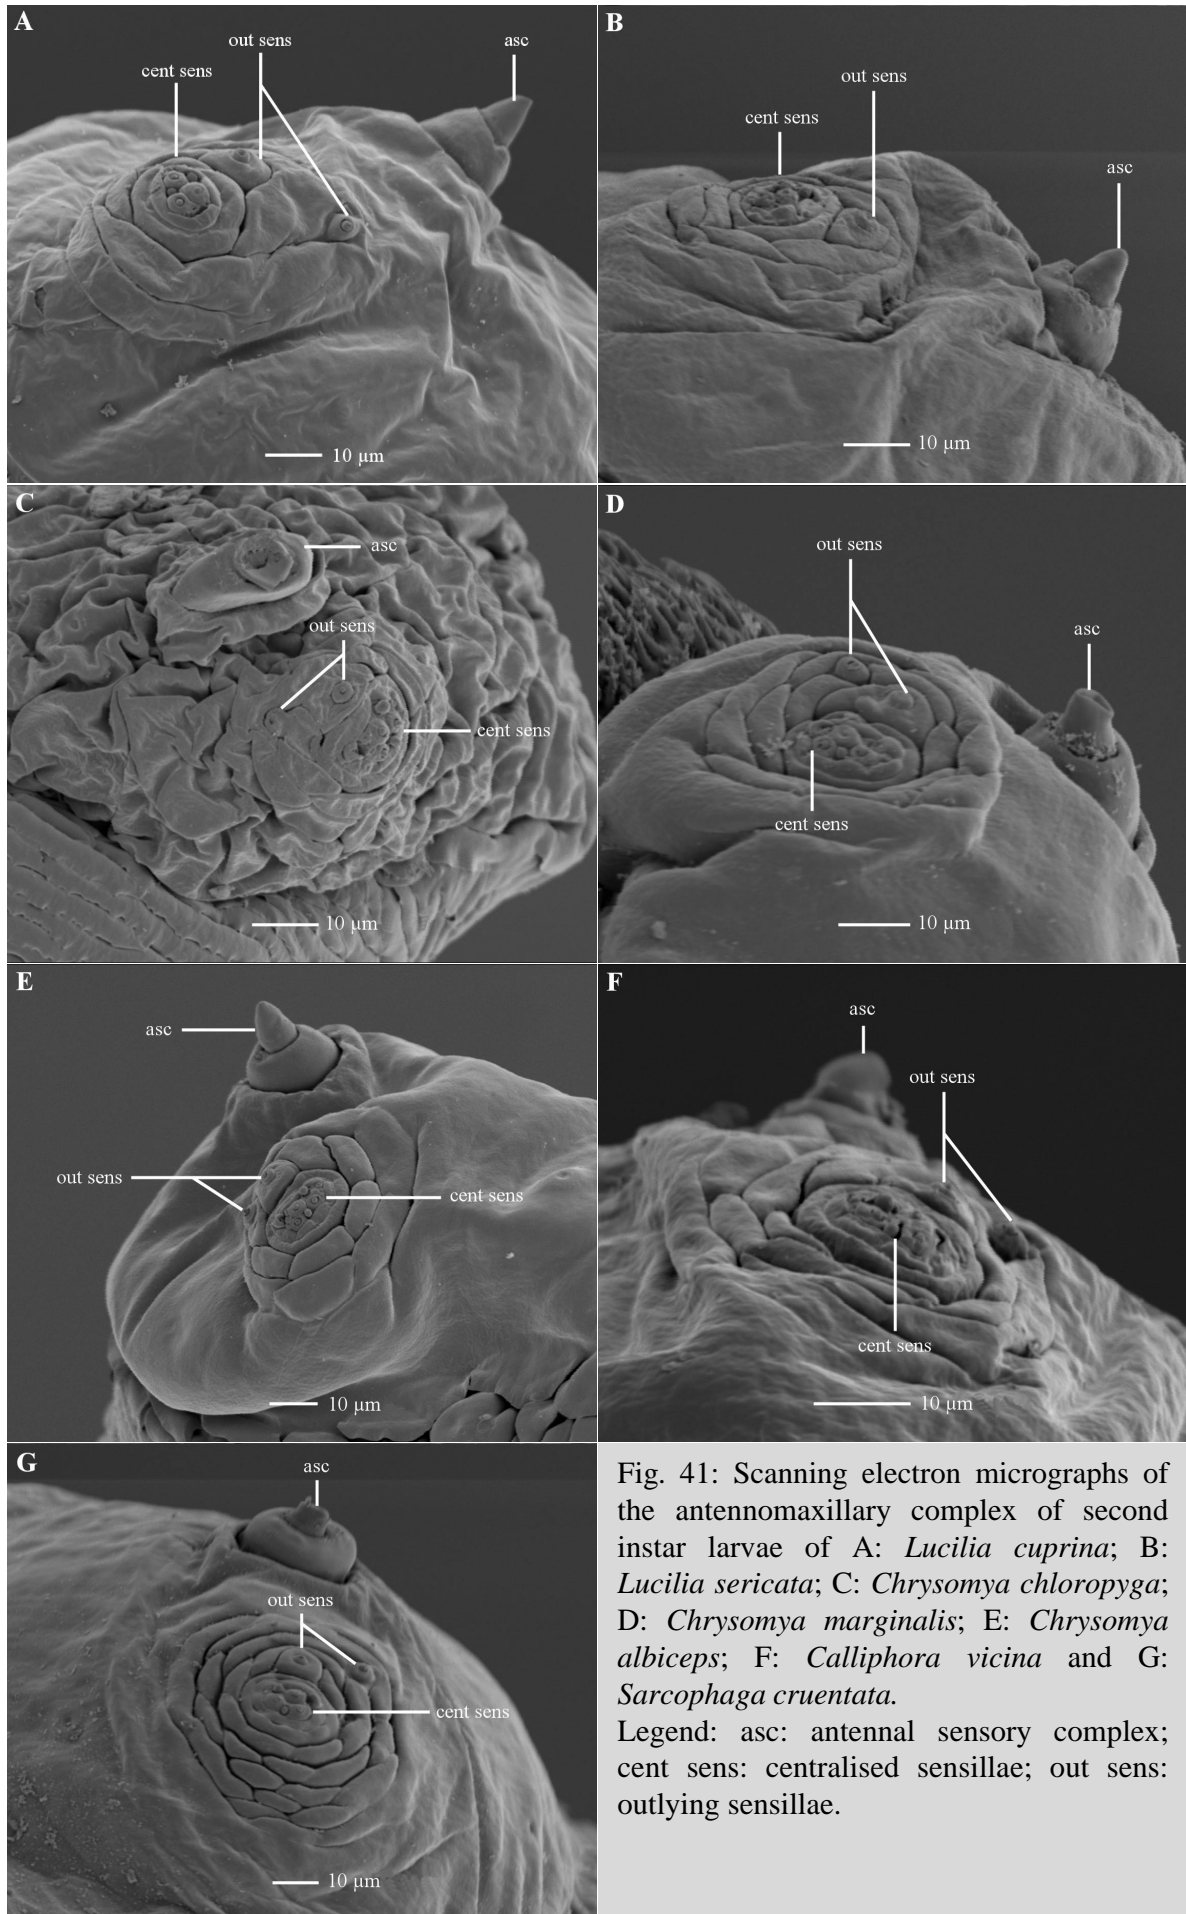 A
out sens
asc
cent sens
10 µm
B
out sens
cent sens
asc
10 µm
C
asc
out sens
cent sens
10 µm
D
out sens
asc
cent sens
10 µm
E
asc
out sens
cent sens
10 µm
F
asc
out sens
cent sens
10 µm
G
asc
out sens
cent sens
10 µm
Fig. 41: Scanning electron micrographs of
the antennomaxillary complex of second
instar larvae of A: Lucilia cuprina; B:
Lucilia sericata; C: Chrysomya chloropyga;
D: Chrysomya marginalis; E: Chrysomya
albiceps; F: Calliphora vicina and G:
Sarcophaga cruentata.
Legend: asc: antennal sensory complex;
cent sens: centralised sensillae; out sens:
outlying sensillae.